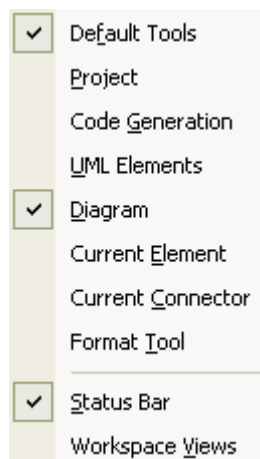 Default Tools
Project
Code Generation
UML Elements
Diagram
Current Element
Current Connector
Format Tool
Status Bar
Workspace Views